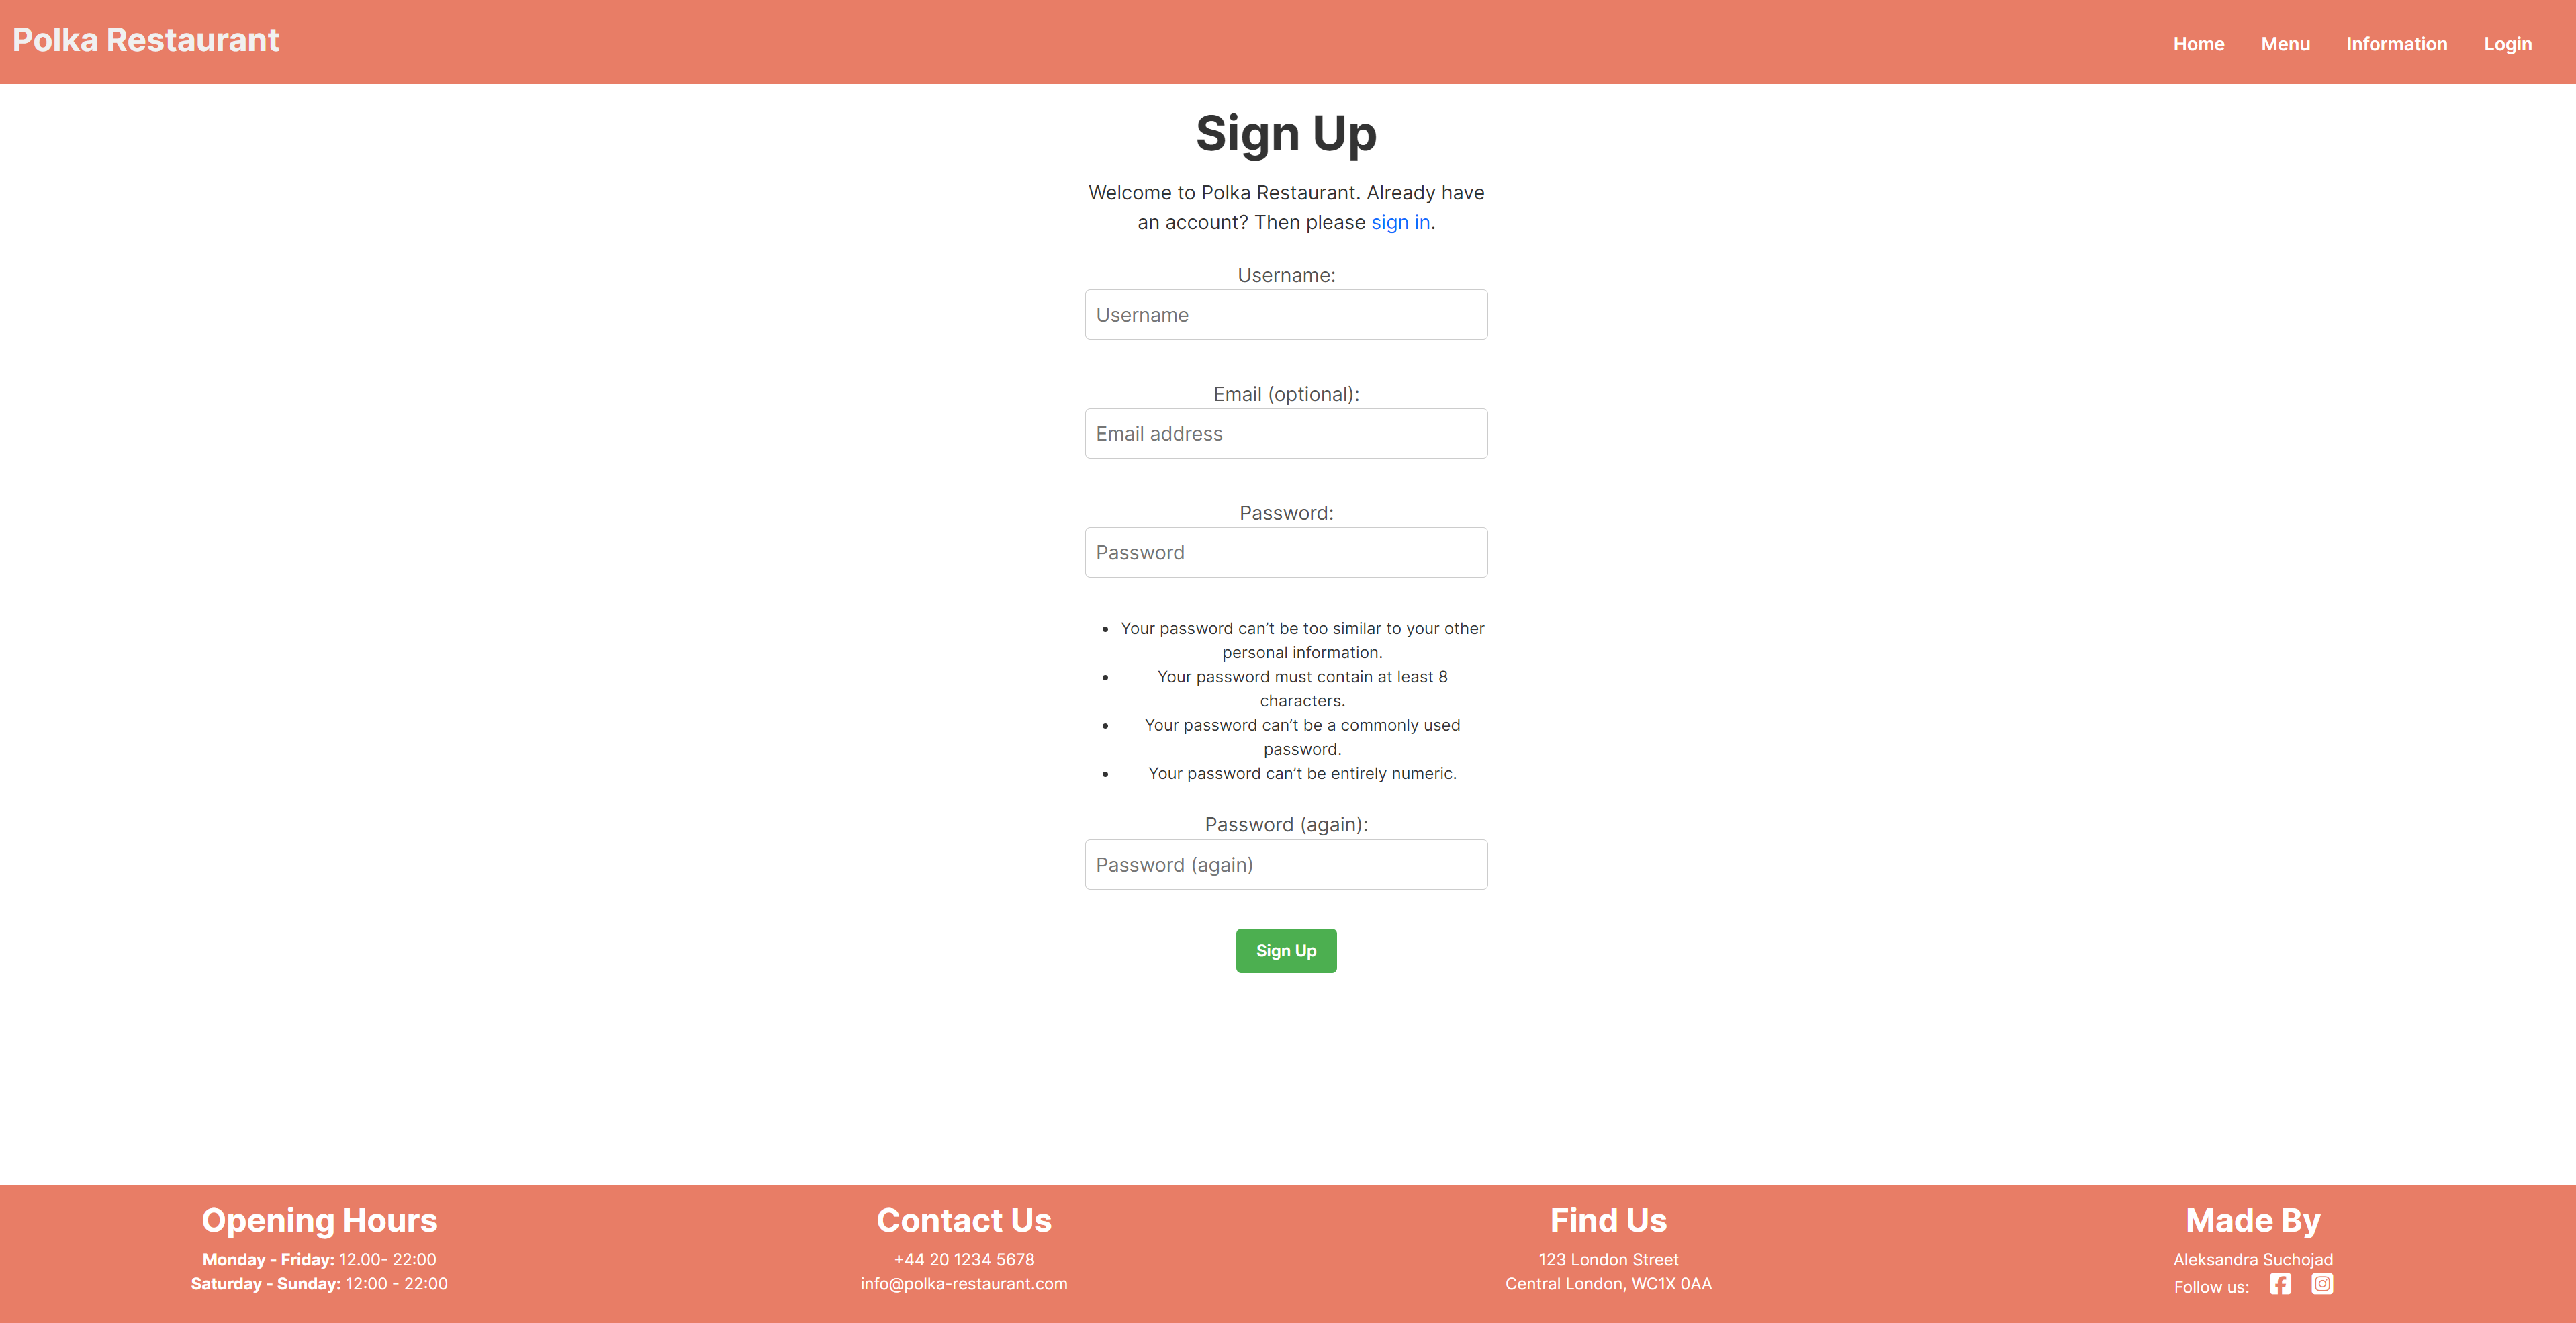 Polka Restaurant
Home Menu Information Login
Sign Up
Welcome to Polka Restaurant. Already have
an account? Then please sign in.
Username:
Username
Email (optional):
Email address
Password:
Password
• Your password can’t be too similar to your other
personal information.
• Your password must contain at least 8
characters.
• Your password can’t be a commonly used
password.
• Your password can’t be entirely numeric.
Password (again):
Password (again)
Sign Up
Opening Hours
Monday - Friday: 12.00- 22:00
Saturday - Sunday: 12:00 - 22:00
Contact Us
+44 20 1234 5678
info@polka-restaurant.com
Find Us
123 London Street
Central London, WC1X 0AA
Made By
Aleksandra Suchojad
Follow us: